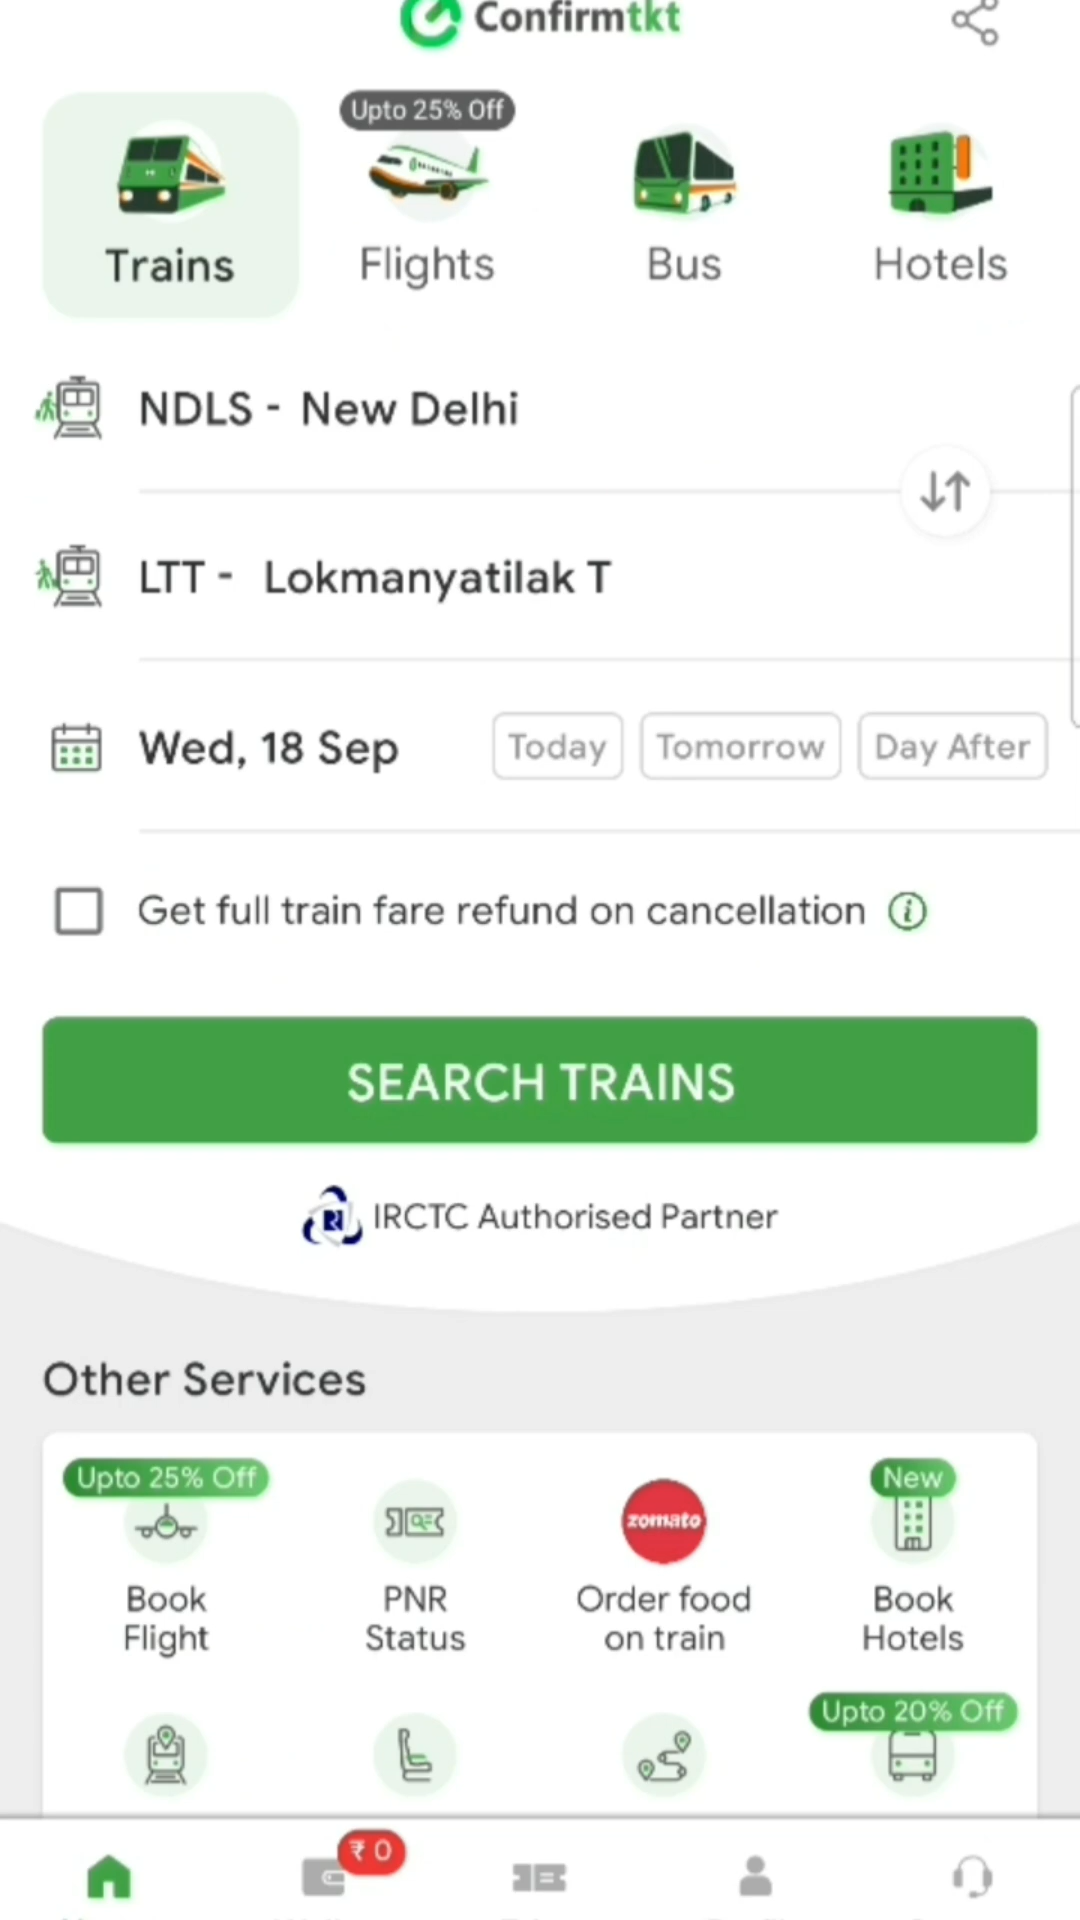 Confirmtkt
Upto 25% Off
Trains
Flights
Bus
Hotels
NDLS - New Delhi
LTT - Lokmanyatilak T
Wed, 18 Sep
Today
Tomorrow
Day After
Get full train fare refund on cancellation
SEARCH TRAINS
IRCTC Authorised Partner
Other Services
Upto 25% Off
New
zomato
Book
Flight
PNR
Status
Order food
on train
Book
Hotels
Upto 20% Off
₹ 0